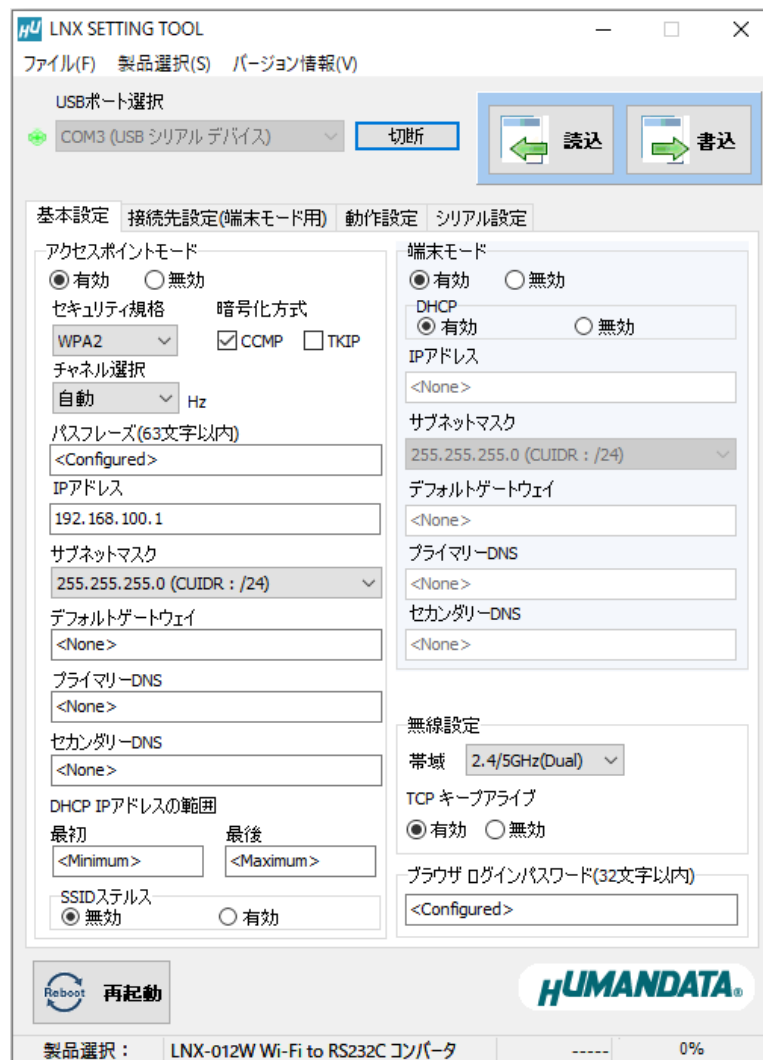 HU LNX SETTING TOOL
ファイル(F) 製品選択(S) バージョン情報(V)
USBポート選択
COM3 (USB シリアル デバイス)
切断
読込
書込
基本設定 接続先設定(端末モード用) 動作設定 シリアル設定
アクセスポイントモード
有効 無効
セキュリティ規格 暗号化方式
WPA2 CCMP TKIP
チャネル選択
自動 Hz
パスフレーズ(63文字以内)
<Configured>
IPアドレス
192.168.100.1
サブネットマスク
255.255.255.0 (CUIDR : /24)
デフォルトゲートウェイ
<None>
プライマリーDNS
<None>
セカンダリーDNS
<None>
DHCP IPアドレスの範囲
最初 最後
<Minimum> <Maximum>
SSIDステルス
無効 有効
端末モード
有効 無効
DHCP
有効 無効
IPアドレス
<None>
サブネットマスク
255.255.255.0 (CUIDR : /24)
デフォルトゲートウェイ
<None>
プライマリーDNS
<None>
セカンダリーDNS
<None>
無線設定
帯域 2.4/5GHz(Dual)
TCP キープアライブ
有効 無効
ブラウザ ログインパスワード(32文字以内)
<Configured>
Reboot 再起動
HUMANDATA®
製品選択： LNX-012W Wi-Fi to RS232C コンバータ ----- 0%